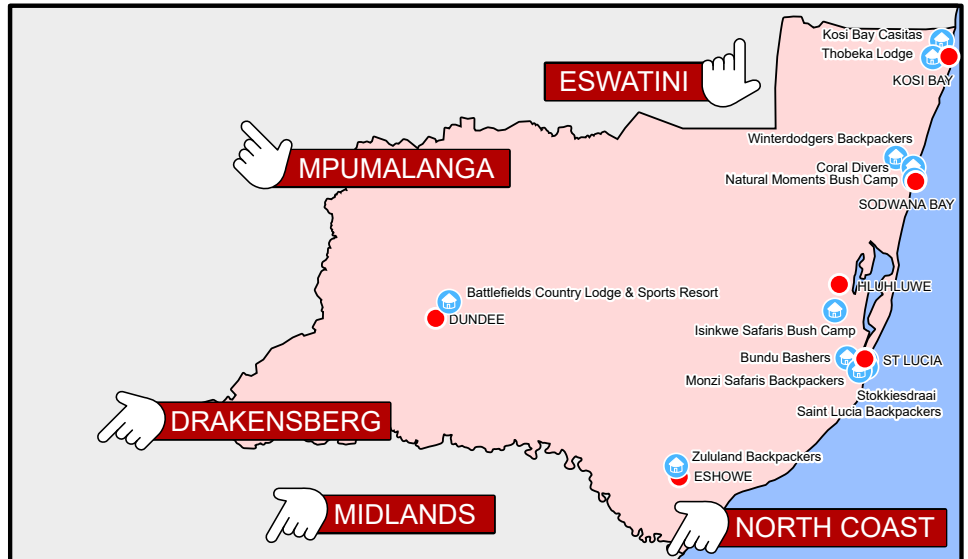 Kosi Bay Casitas
Thobeka Lodge
KOSI BAY
ESWATINI
Winterdodgers Backpackers
MPUMALANGA
Coral Divers
Natural Moments Bush Camp
SODWANA BAY
HLUHLUWE
Battlefields Country Lodge & Sports Resort
DUNDEE
Isinkwe Safaris Bush Camp
Bundu Bashers
ST LUCIA
Monzi Safaris Backpackers
Stokkiesdraai
Saint Lucia Backpackers
DRAKENSBERG
Zululand Backpackers
ESHOWE
MIDLANDS
NORTH COAST